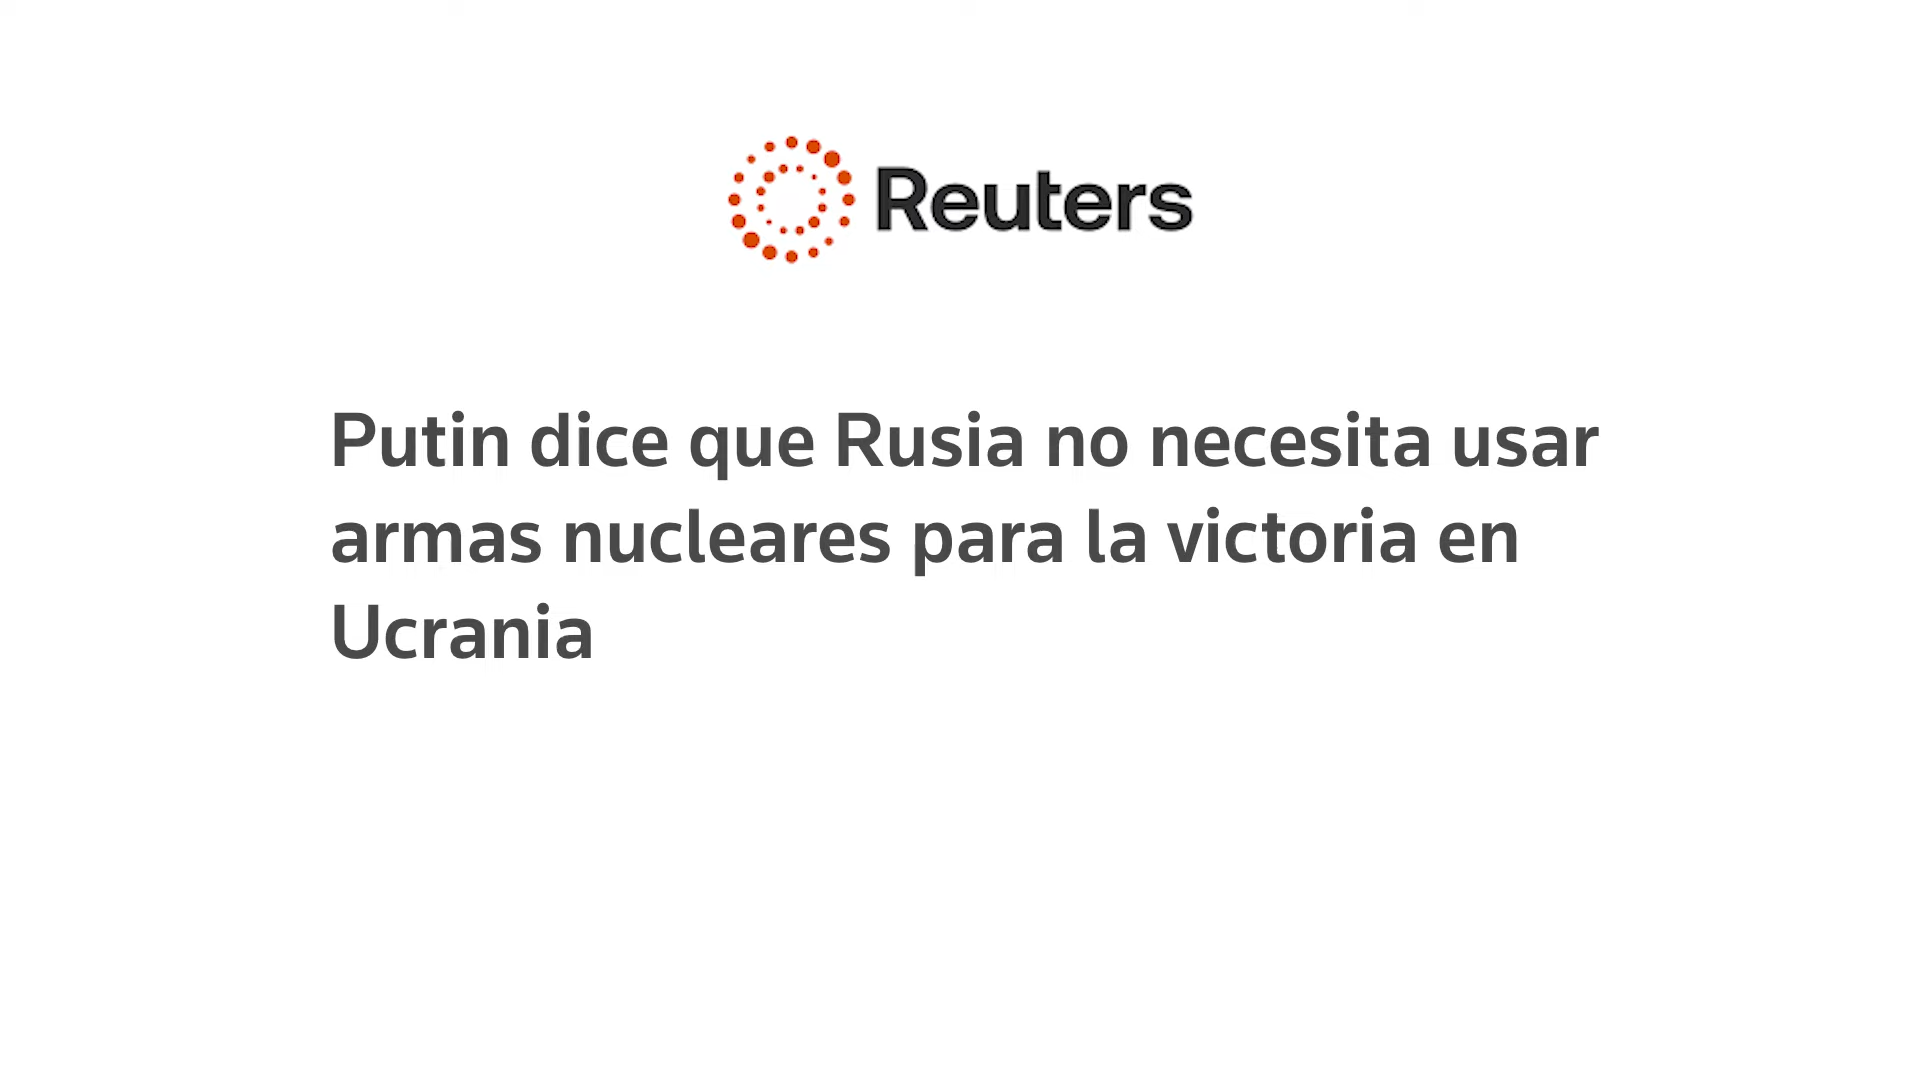 Reuters
Putin dice que Rusia no necesita usar
armas nucleares para la victoria en
Ucrania